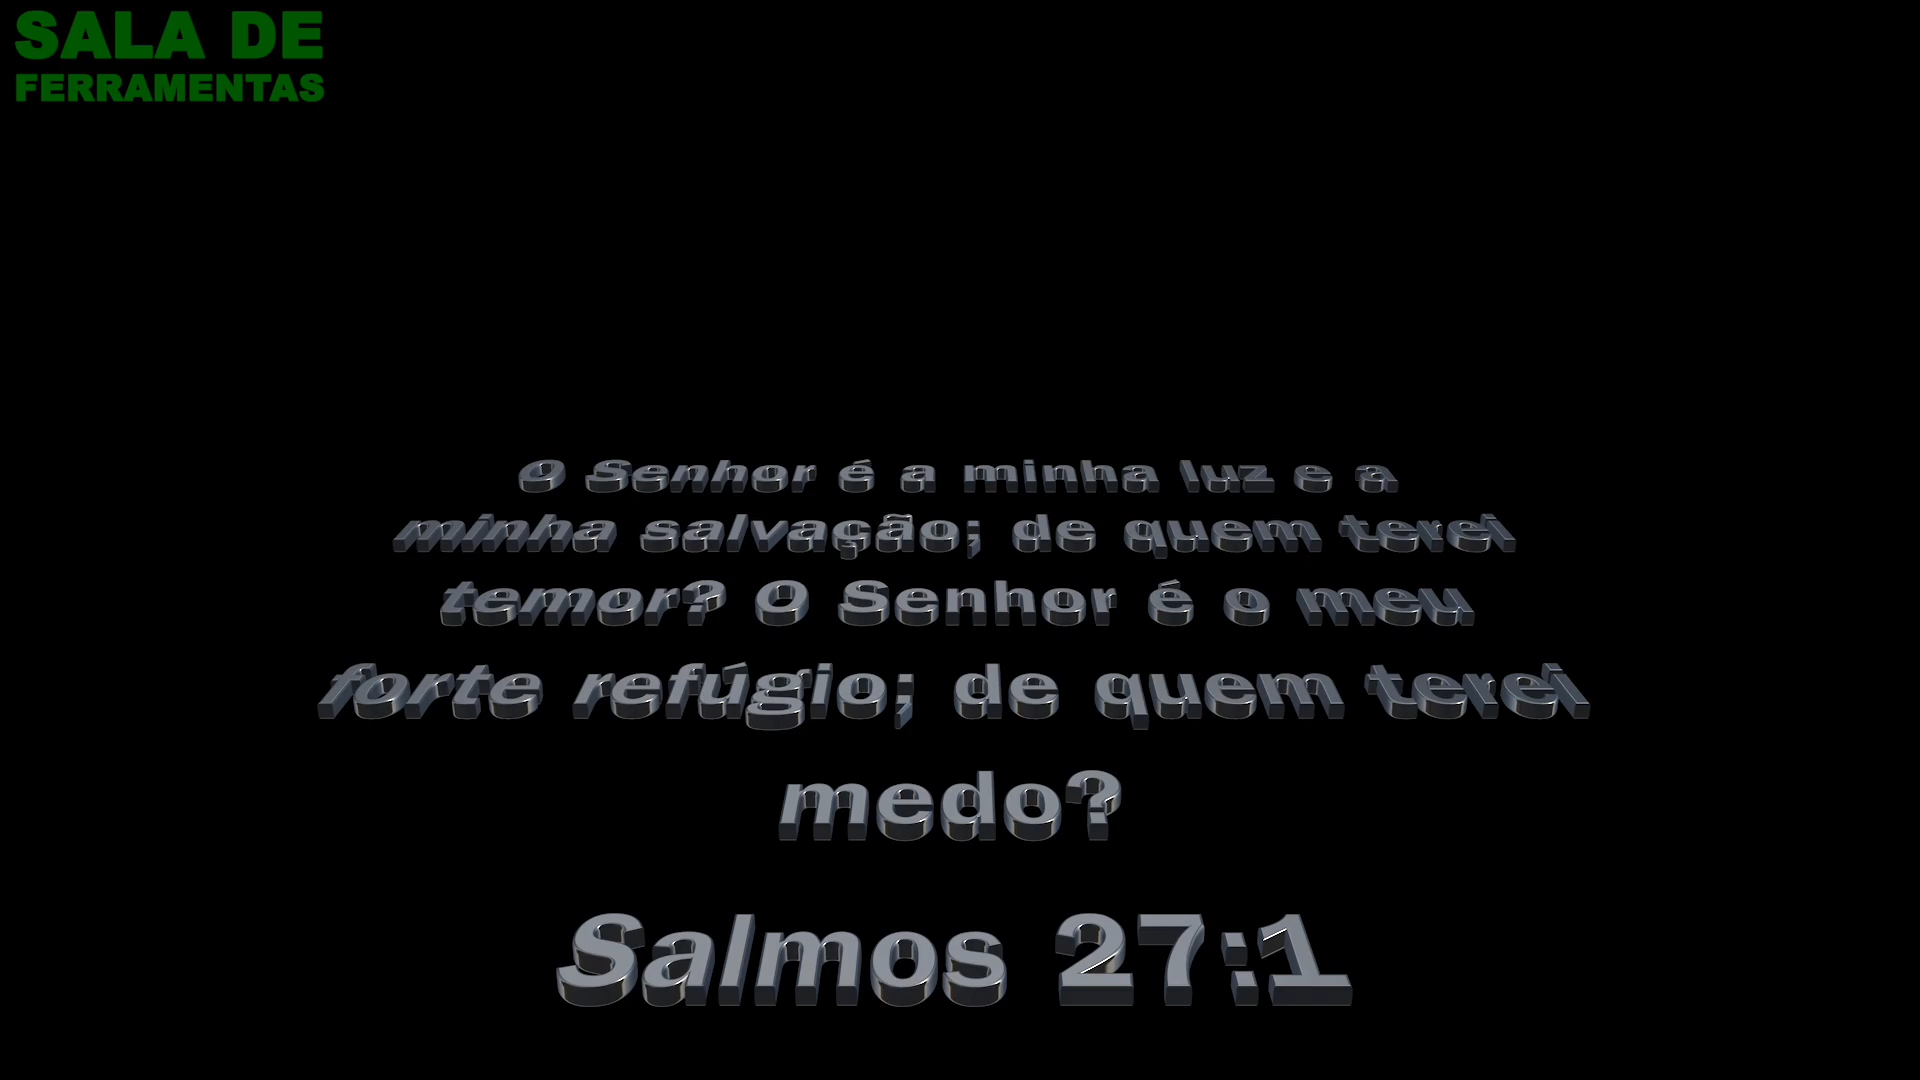 SALA DE
FERRAMENTAS
O Senhor é a minha luz e a
minha salvação; de quem terei
temor? O Senhor é o meu
forte refúgio; de quem terei
medo?
Salmos 27:1